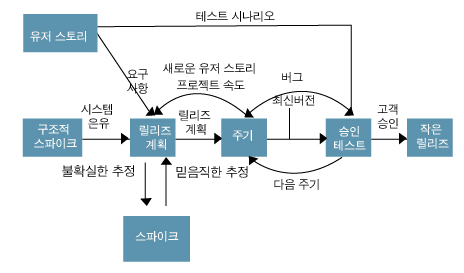 테스트 시나리오
유저 스토리
요구
사항
새로운 유저 스토리
프로젝트 속도
버그
최신버전
시스템
은유
릴리즈
계획
고객
승인
구조적
스파이크
릴리즈
계획
주기
승인
테스트
작은
릴리즈
불확실한 추정
믿음직한 추정
다음 주기
스파이크